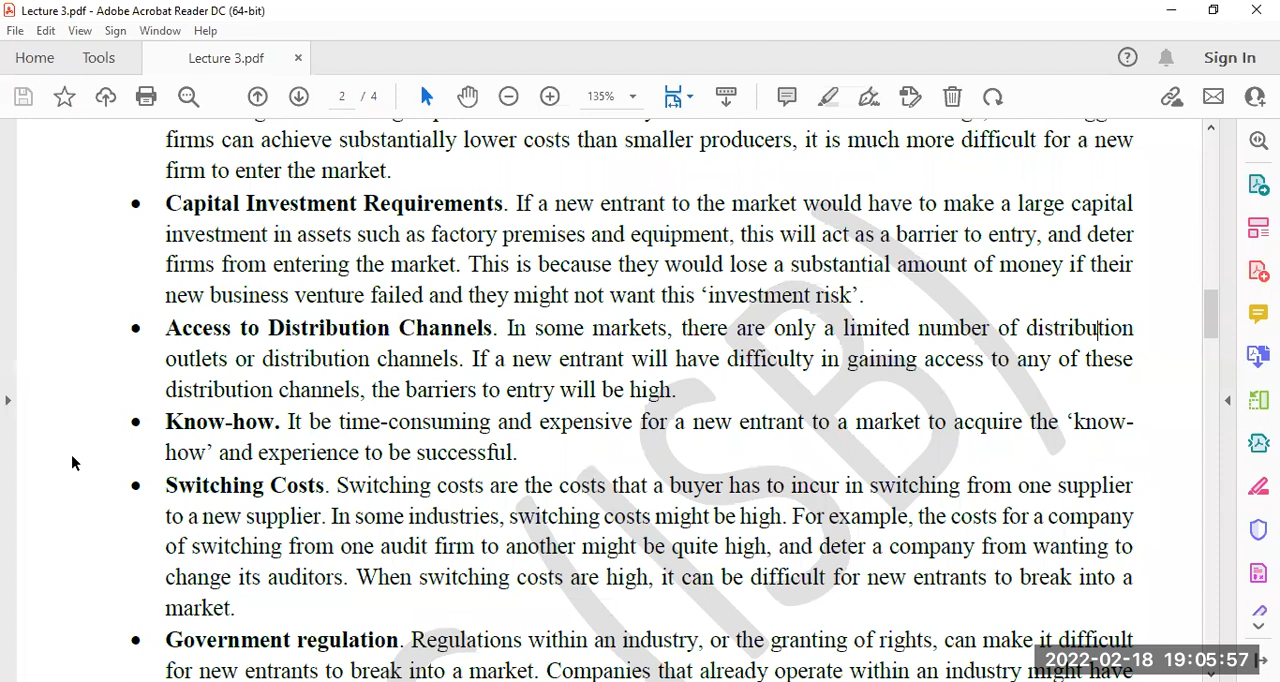 Lecture 3.pdf - Adobe Acrobat Reader DC (64-bit)
File Edit View Sign Window Help
Home Tools Lecture 3.pdf × Sign In
2 / 4 135%
firms can achieve substantially lower costs than smaller producers, it is much more difficult for a new
firm to enter the market.
• Capital Investment Requirements. If a new entrant to the market would have to make a large capital
investment in assets such as factory premises and equipment, this will act as a barrier to entry, and deter
firms from entering the market. This is because they would lose a substantial amount of money if their
new business venture failed and they might not want this ‘investment risk’.
• Access to Distribution Channels. In some markets, there are only a limited number of distribution
outlets or distribution channels. If a new entrant will have difficulty in gaining access to any of these
distribution channels, the barriers to entry will be high.
• Know-how. It be time-consuming and expensive for a new entrant to a market to acquire the ‘know-
how’ and experience to be successful.
• Switching Costs. Switching costs are the costs that a buyer has to incur in switching from one supplier
to a new supplier. In some industries, switching costs might be high. For example, the costs for a company
of switching from one audit firm to another might be quite high, and deter a company from wanting to
change its auditors. When switching costs are high, it can be difficult for new entrants to break into a
market.
• Government regulation. Regulations within an industry, or the granting of rights, can make it difficult
for new entrants to break into a market. Companies that already operate within an industry might have
(ISB)
2022-02-18 19:05:57